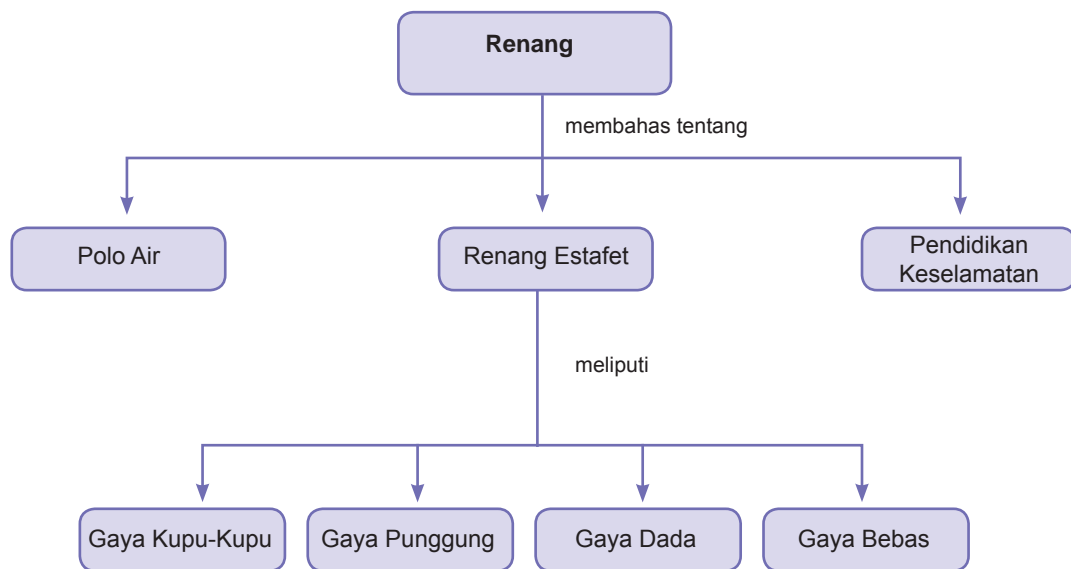 Renang
membahas tentang
Polo Air
Renang Estafet
Pendidikan
Keselamatan
meliputi
Gaya Kupu-Kupu
Gaya Punggung
Gaya Dada
Gaya Bebas